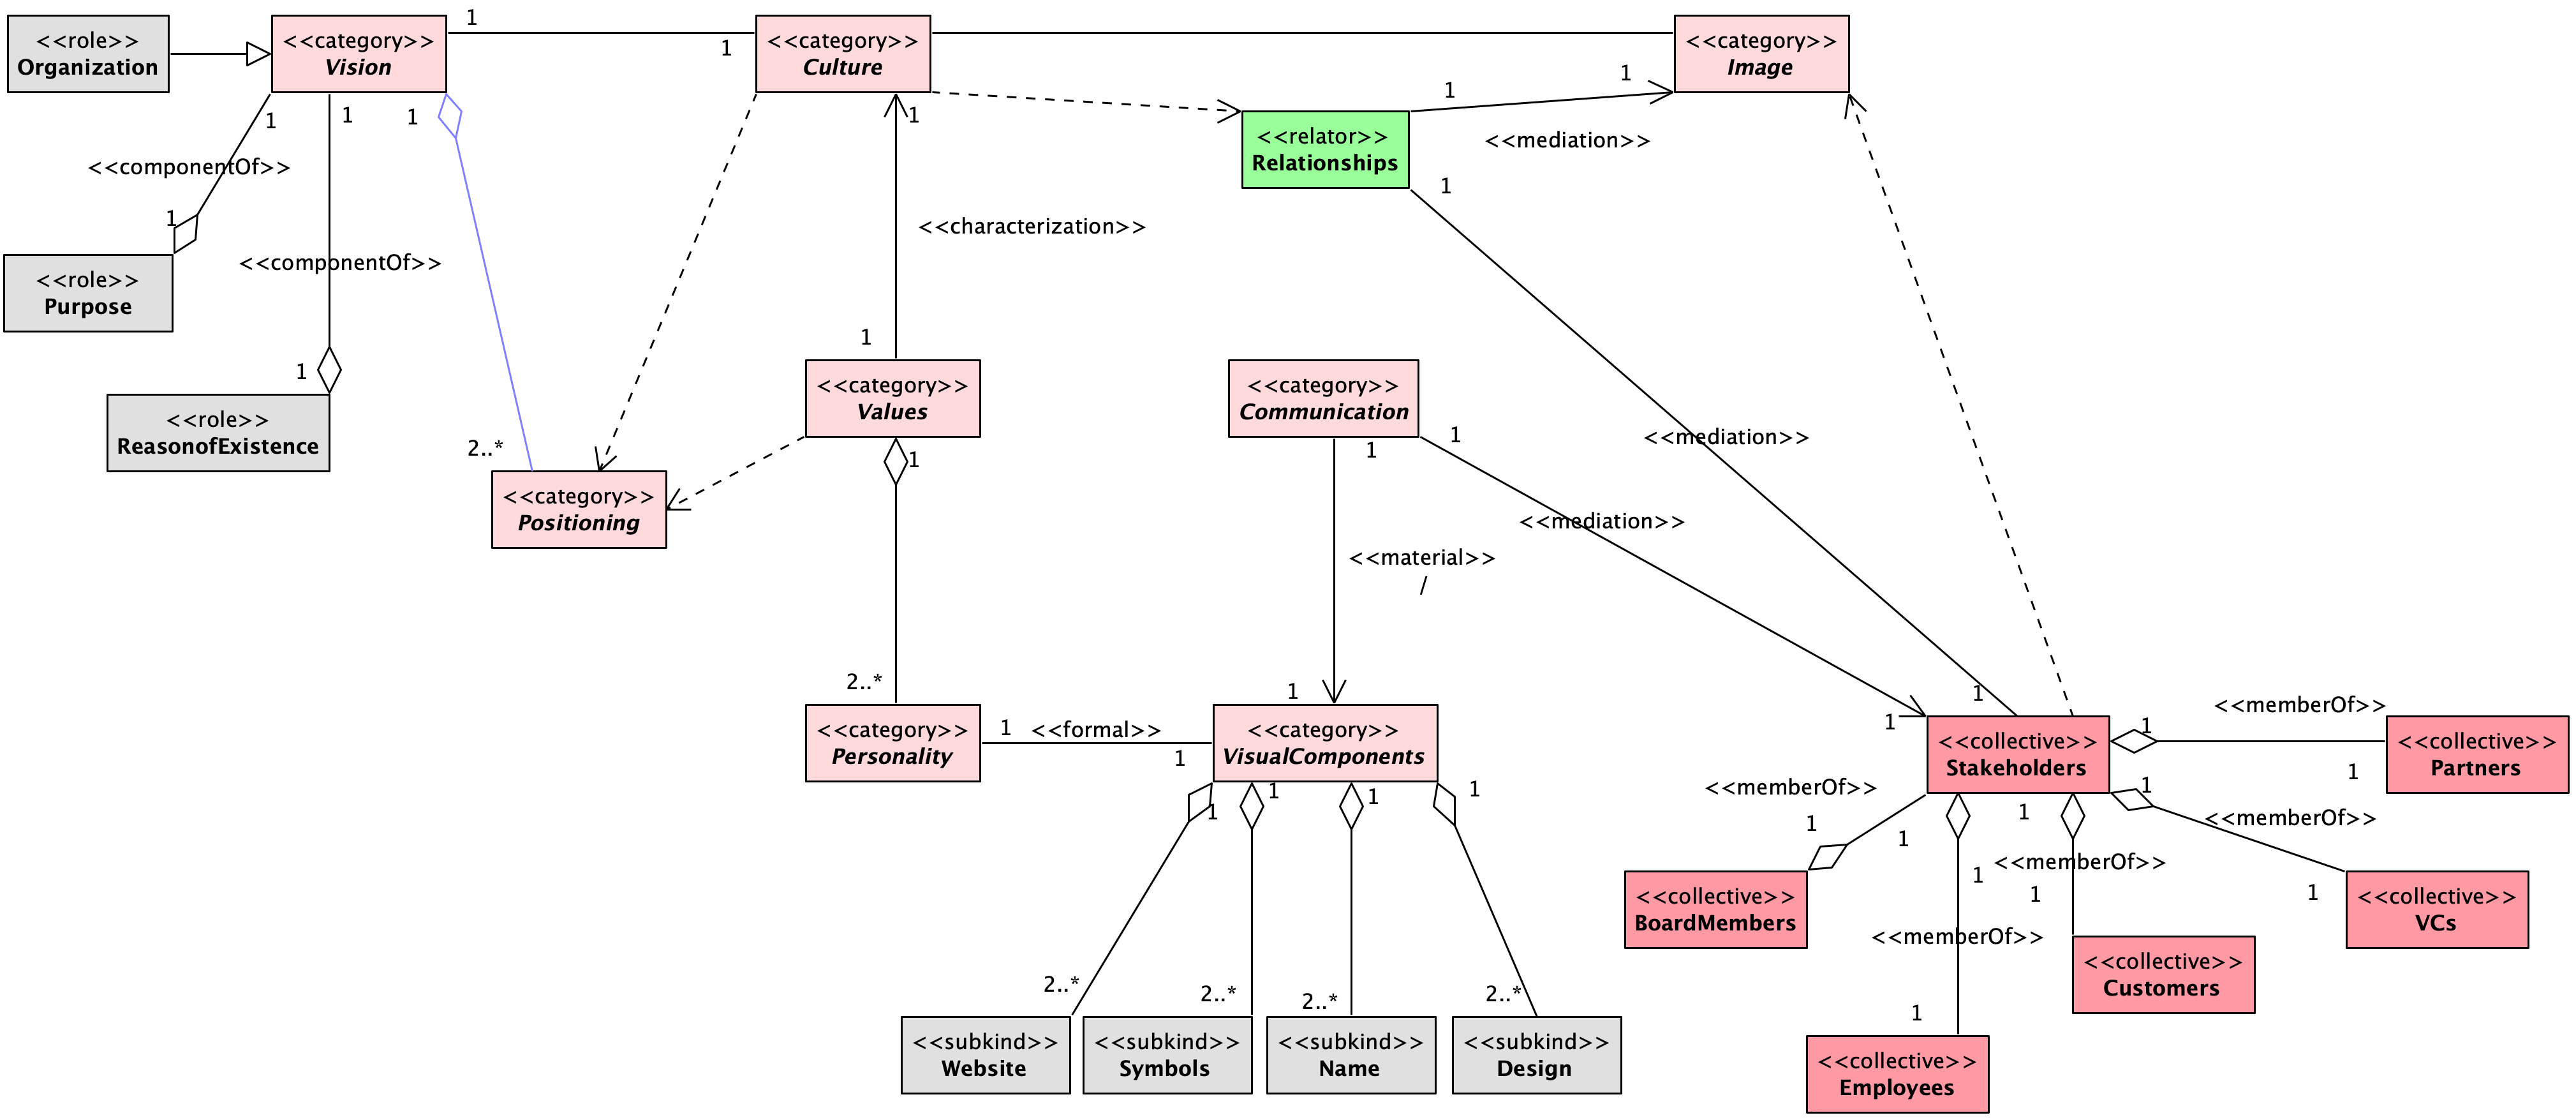 <<role>>
Organization
<<category>>
Vision
1
1
<<category>>
Culture
<<category>>
Image
1
1
1
1
<<componentOf>>
1
<<role>>
Purpose
<<componentOf>>
1
<<role>>
ReasonofExistence
2..*
<<category>>
Positioning
1
<<characterization>>
1
<<category>>
Values
1
2..*
<<category>>
Personality
1
<<formal>>
1
<<relator>>
Relationships
1
1
<<mediation>>
1
<<mediation>>
1
<<category>>
Communication
1
1
<<mediation>>
1
<<material>>
/
1
<<category>>
VisualComponents
1
1
1
1
2..*
2..*
2..*
2..*
<<subkind>>
Website
<<subkind>>
Symbols
<<subkind>>
Name
<<subkind>>
Design
<<collective>>
Stakeholders
1
<<memberOf>>
1
<<collective>>
Partners
<<memberOf>>
1
1
<<collective>>
BoardMembers
1
<<memberOf>>
1
<<collective>>
Employees
1
<<memberOf>>
1
<<collective>>
Customers
1
<<memberOf>>
1
<<collective>>
VCs